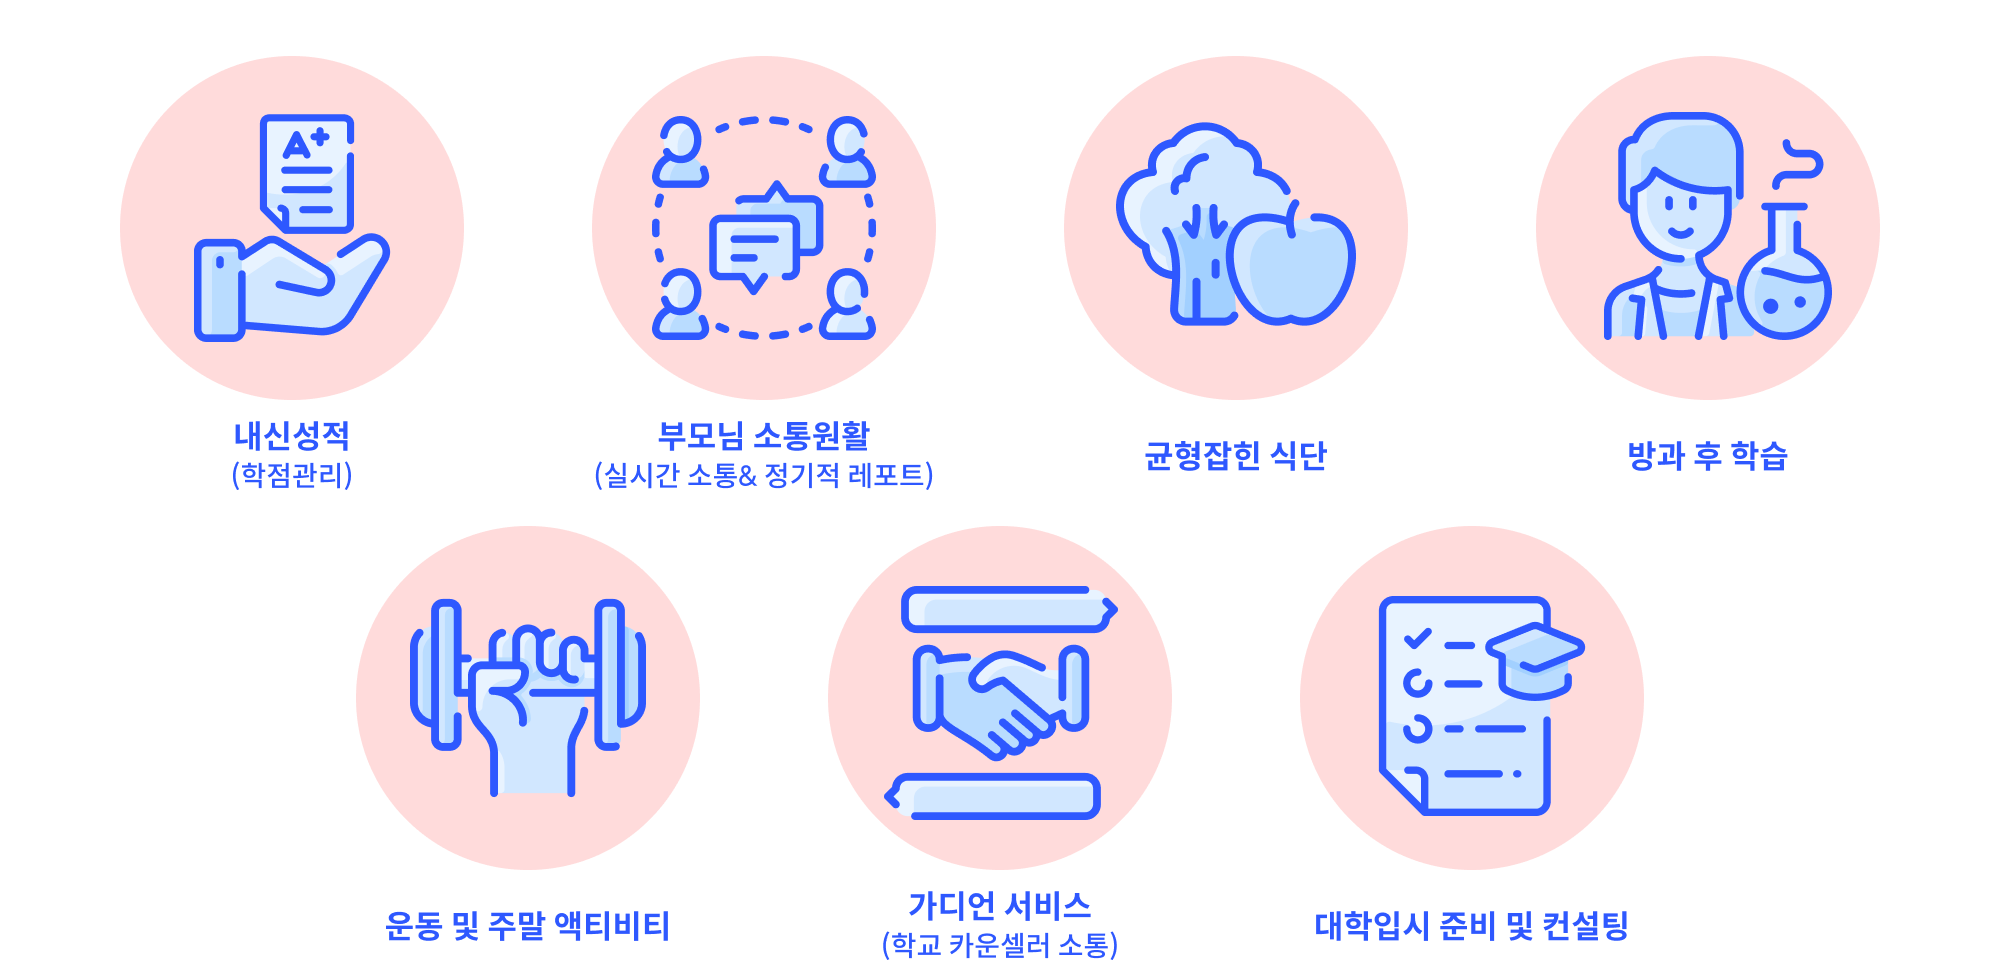 A+
내신성적
(학점관리)
부모님 소통원활
(실시간 소통& 정기적 레포트)
균형잡힌 식단
방과 후 학습
운동 및 주말 액티비티
가디언 서비스
(학교 카운셀러 소통)
대학입시 준비 및 컨설팅